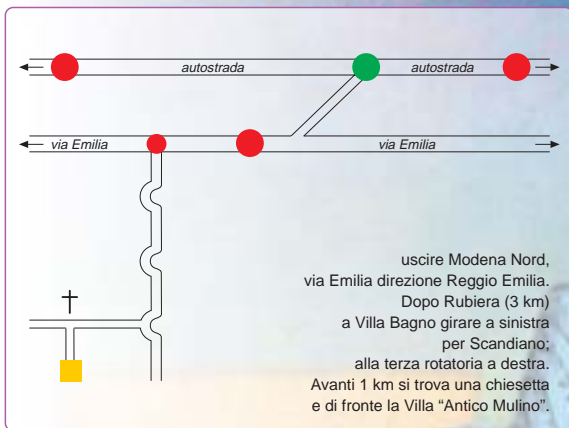 autostrada autostrada
via Emilia via Emilia
uscire Modena Nord,
via Emilia direzione Reggio Emilia.
Dopo Rubiera (3 km)
a Villa Bagno girare a sinistra
per Scandiano;
alla terza rotatoria a destra.
Avanti 1 km si trova una chiesetta
e di fronte la Villa “Antico Mulino”.